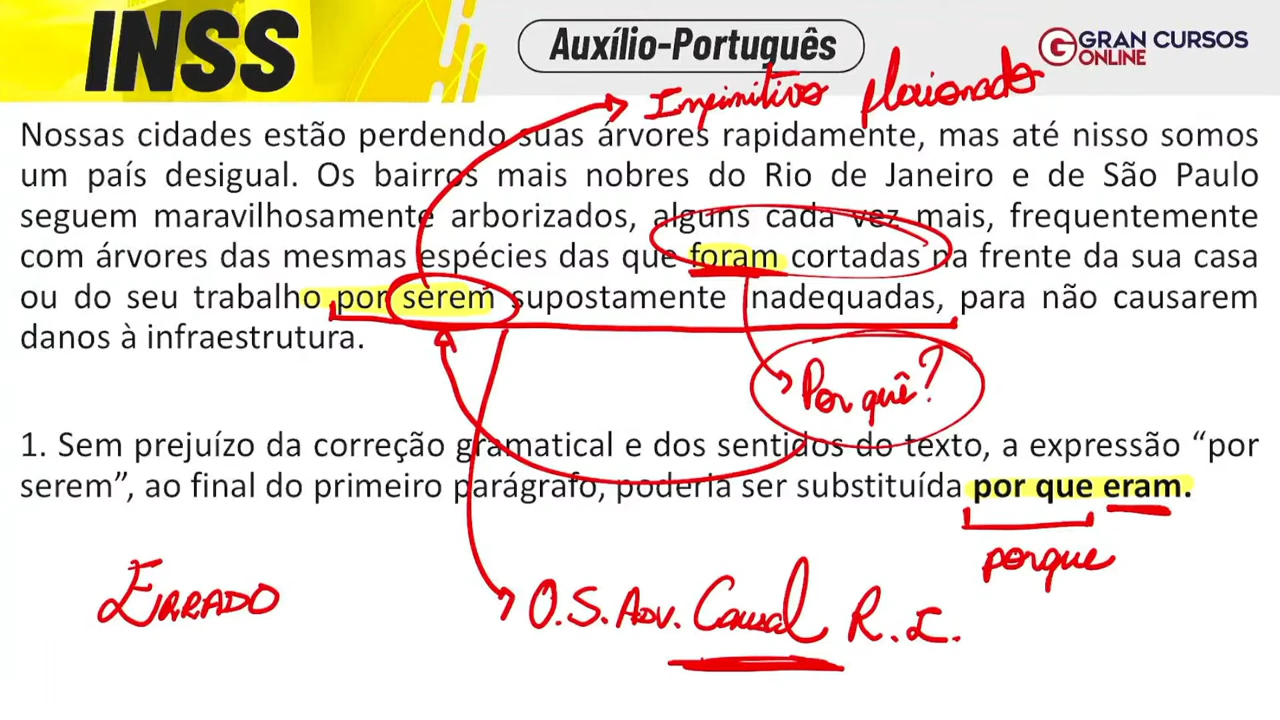 INSS
Auxílio-Português
GRAN CURSOS
ONLINE
Infinitivo flexionado
Nossas cidades estão perdendo suas árvores rapidamente, mas até nisso somos
um país desigual. Os bairros mais nobres do Rio de Janeiro e de São Paulo
seguem maravilhosamente arborizados, alguns cada vez mais, frequentemente
com árvores das mesmas espécies das que foram cortadas na frente da sua casa
ou do seu trabalho por serem supostamente inadequadas, para não causarem
danos à infraestrutura.
Por quê?
1. Sem prejuízo da correção gramatical e dos sentidos do texto, a expressão “por
serem”, ao final do primeiro parágrafo, poderia ser substituída por que eram.
porque
ERRADO
O.S. ADV. Causal R.I.